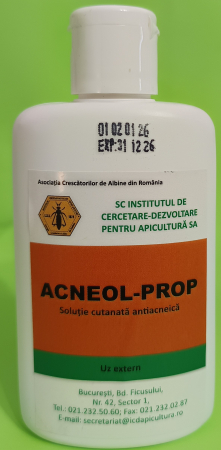 01 02 01 26
EXP:31 12 26
Asociația Crescătorilor de Albine din România
SC INSTITUTUL DE
CERCETARE-DEZVOLTARE
PENTRU APICULTURĂ SA
ACNEOL-PROP
Soluție cutanată antiacneică
Uz extern
București, Bd. Ficusului,
Nr. 42, Sector 1,
Tel.: 021.232.50.60; Fax: 021.232.02.87
E-mail: secretariat@icdapicultura.ro